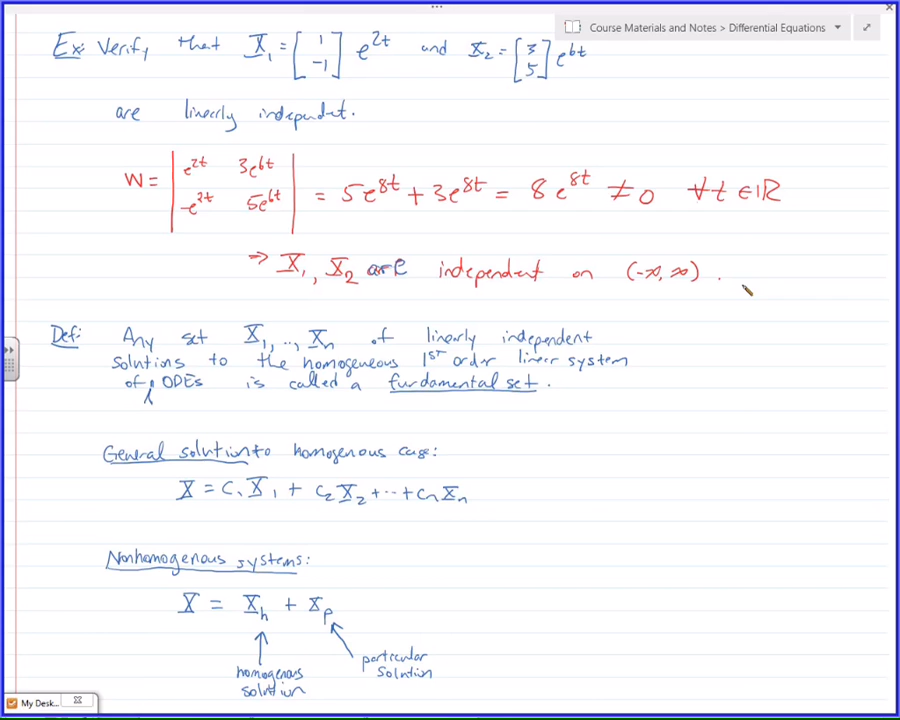 Course Materials and Notes > Differential Equations
Ex: Verify that X₁ = [1 -1] e^2t and X₂ = [3 5] e^6t
are linearly independent.
W = | e^2t 3e^6t |
| -e^2t 5e^6t | = 5e^8t + 3e^8t = 8e^8t ≠ 0 ∀t ∈ ℝ
⇒ X₁, X₂ are independent on (-∞, ∞).
Def: Any set X₁, .., Xn of linearly independent
solutions to the homogeneous 1st order linear system
of ODEs is called a fundamental set.
General solution to homogenous case:
X = C₁X₁ + C₂X₂ + ... + CnXn
Nonhomogenous systems:
X = Xh + Xp
homogenous
solution
particular
solution
My Desk...